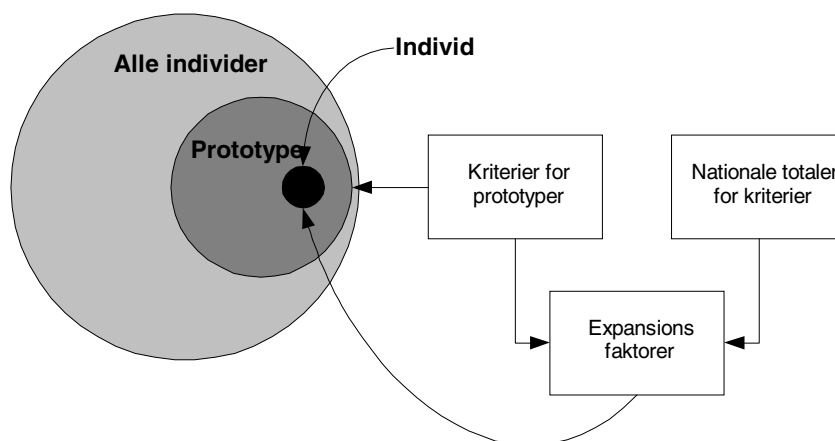 Individ
Alle individer
Prototype
Kriterier for
prototyper
Nationale totaler
for kriterier
Expansions
faktorer